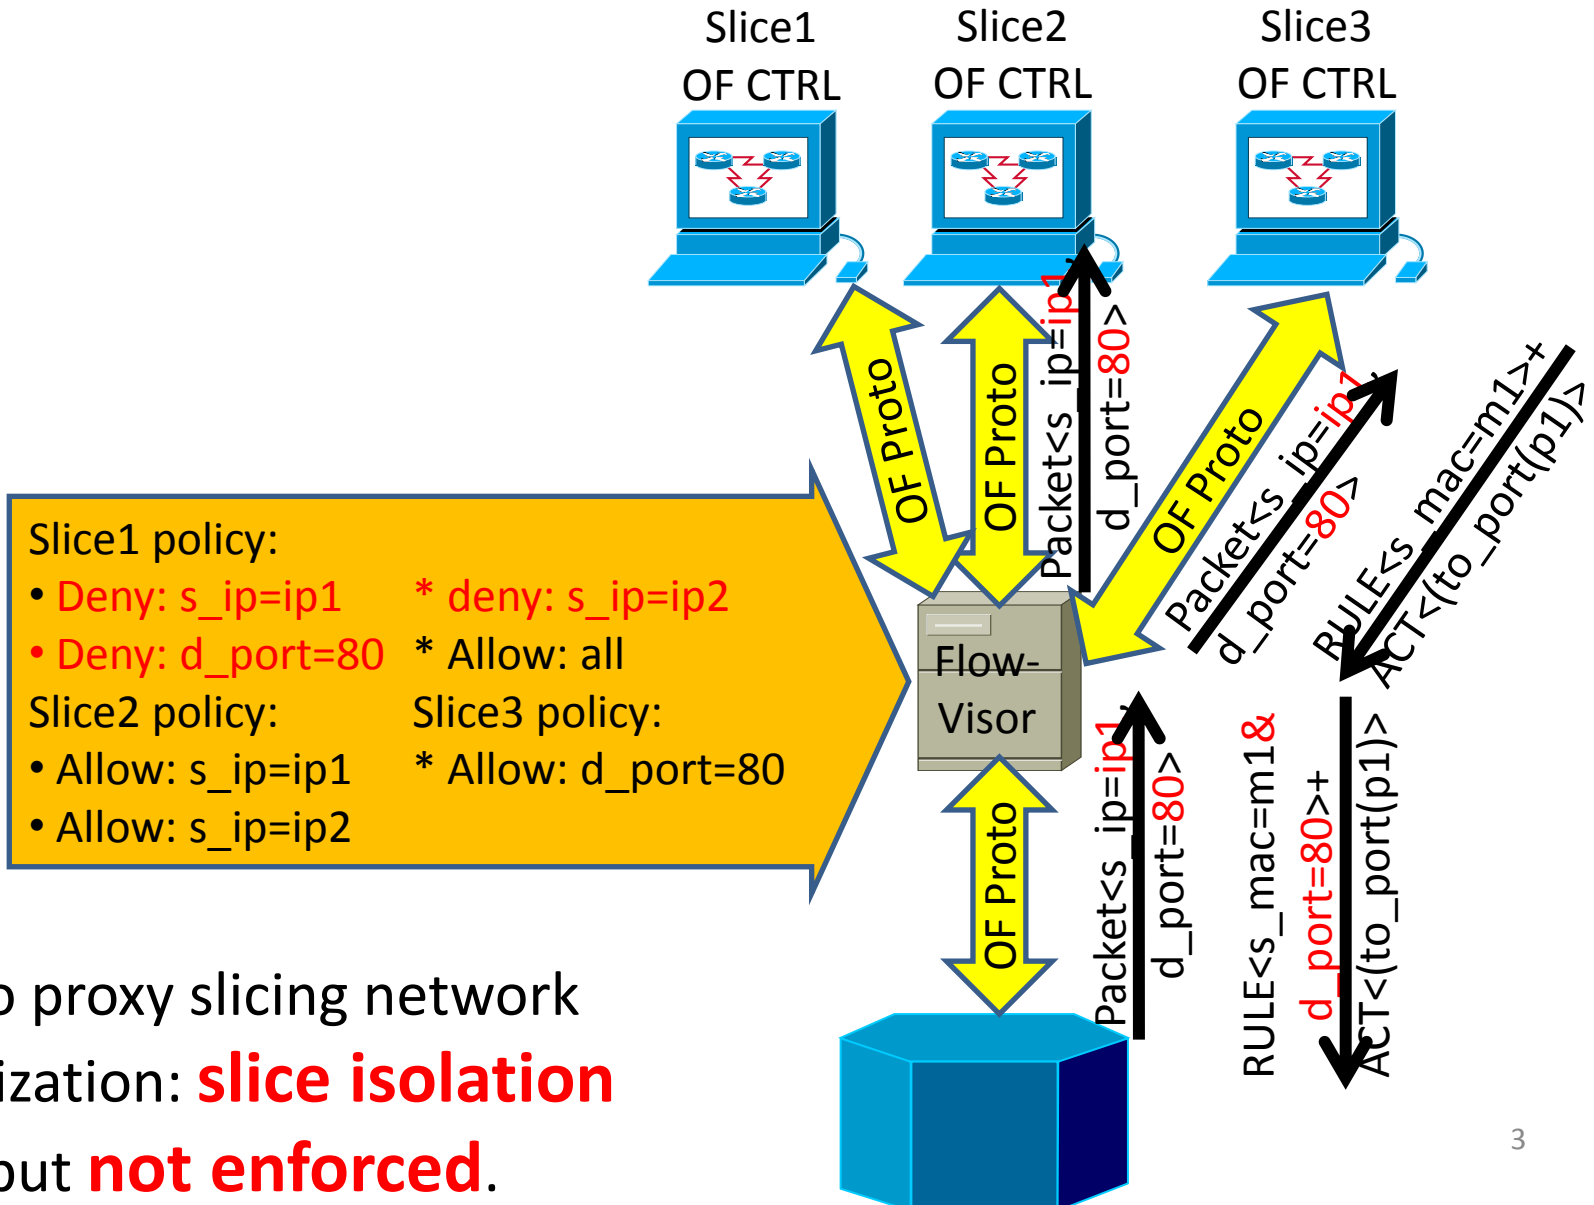 Slice1
OF CTRL
Slice2
OF CTRL
Slice3
OF CTRL
OF Proto
OF Proto
Packet<s_ip=ip1,
d_port=80>
OF Proto
Packet<s_ip=ip1,
d_port=80>
RULE<s_mac=m1>+
ACT<(to_port(p1)>
Slice1 policy:
• Deny: s_ip=ip1 * deny: s_ip=ip2
• Deny: d_port=80 * Allow: all
Slice2 policy: Slice3 policy:
• Allow: s_ip=ip1 * Allow: d_port=80
• Allow: s_ip=ip2
Flow-
Visor
OF Proto
Packet<s_ip=ip1,
d_port=80>
RULE<s_mac=m1&
d_port=80>+
ACT<(to_port(p1)>
proxy slicing network
ization: slice isolation
but not enforced.
3